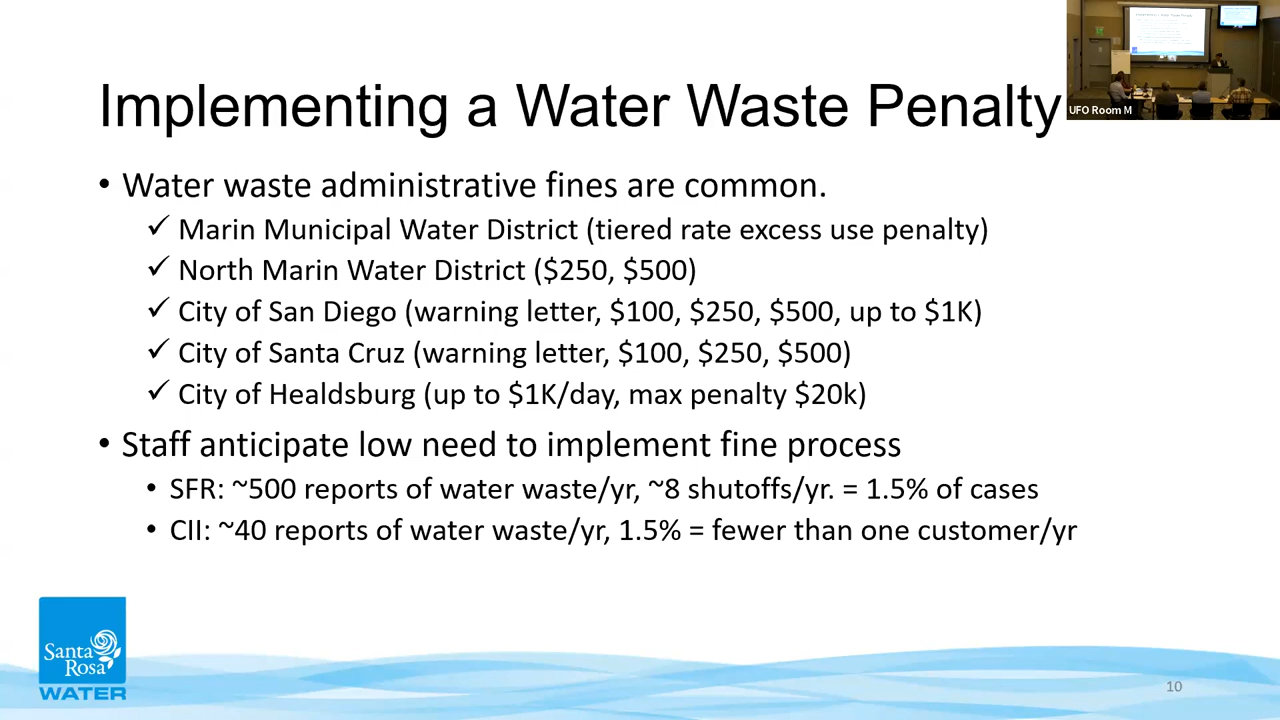 Implementing a Water Waste Penalty
UFO Room M
• Water waste administrative fines are common.
✓ Marin Municipal Water District (tiered rate excess use penalty)
✓ North Marin Water District ($250, $500)
✓ City of San Diego (warning letter, $100, $250, $500, up to $1K)
✓ City of Santa Cruz (warning letter, $100, $250, $500)
✓ City of Healdsburg (up to $1K/day, max penalty $20k)
• Staff anticipate low need to implement fine process
• SFR: ~500 reports of water waste/yr, ~8 shutoffs/yr. = 1.5% of cases
• CII: ~40 reports of water waste/yr, 1.5% = fewer than one customer/yr
Santa
Rosa
WATER
10